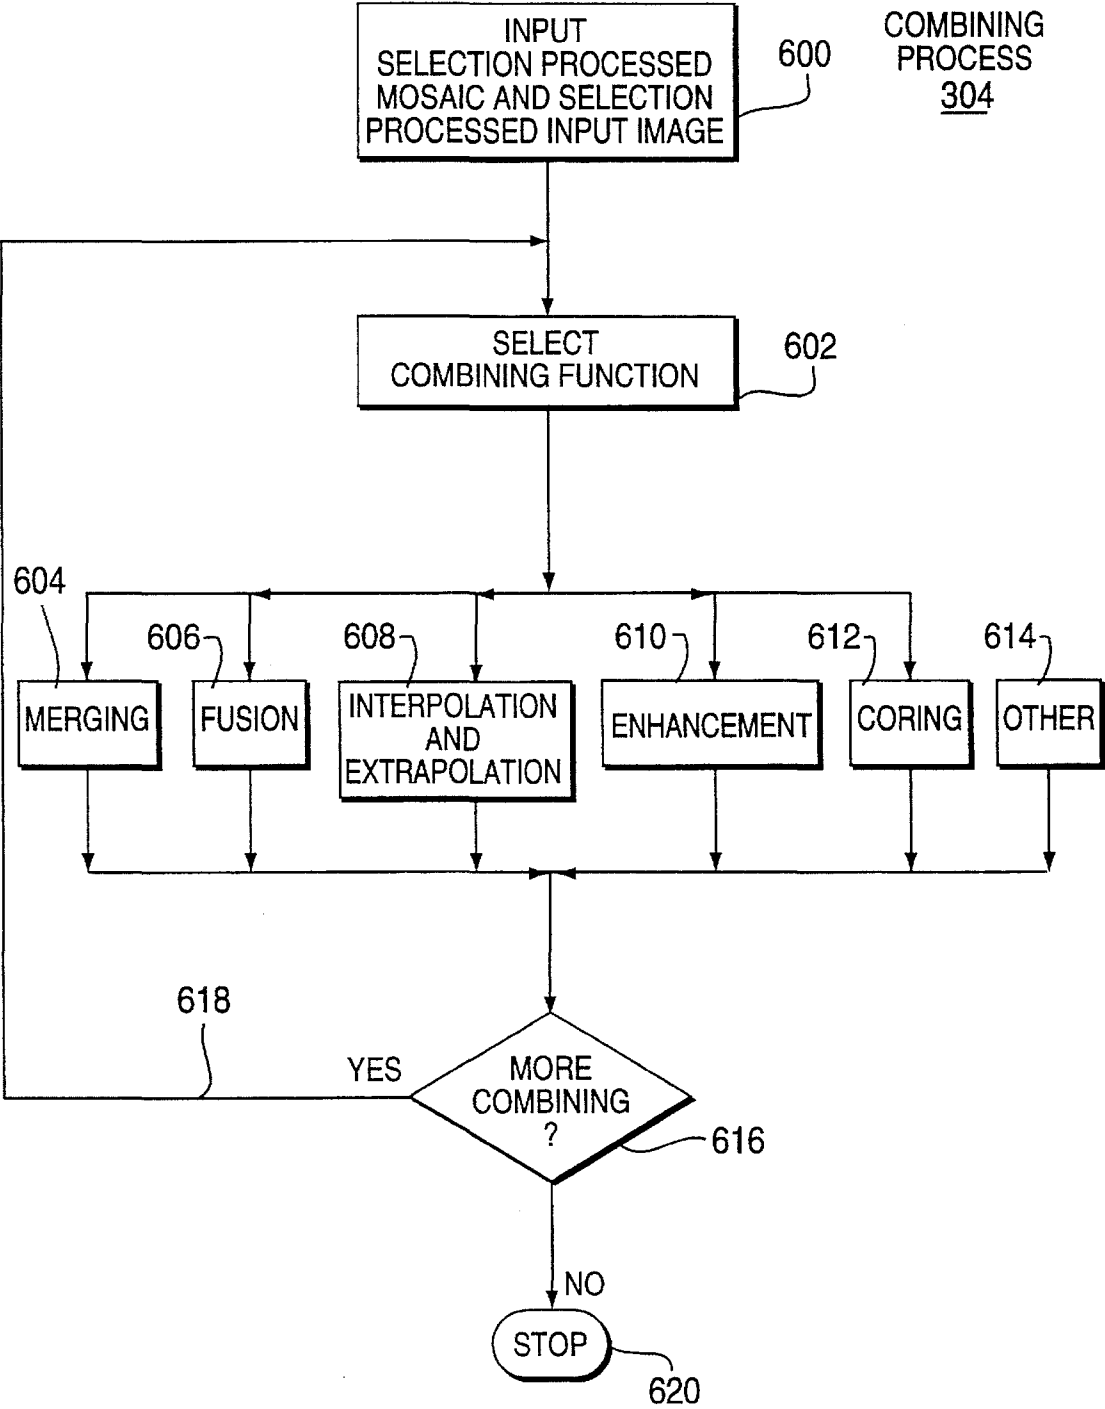 INPUT
SELECTION PROCESSED
MOSAIC AND SELECTION
PROCESSED INPUT IMAGE
600
COMBINING
PROCESS
304
SELECT
COMBINING FUNCTION
602
604
606
608
610
612
614
MERGING
FUSION
INTERPOLATION
AND
EXTRAPOLATION
ENHANCEMENT
CORING
OTHER
618
YES
MORE
COMBINING
?
616
NO
STOP
620